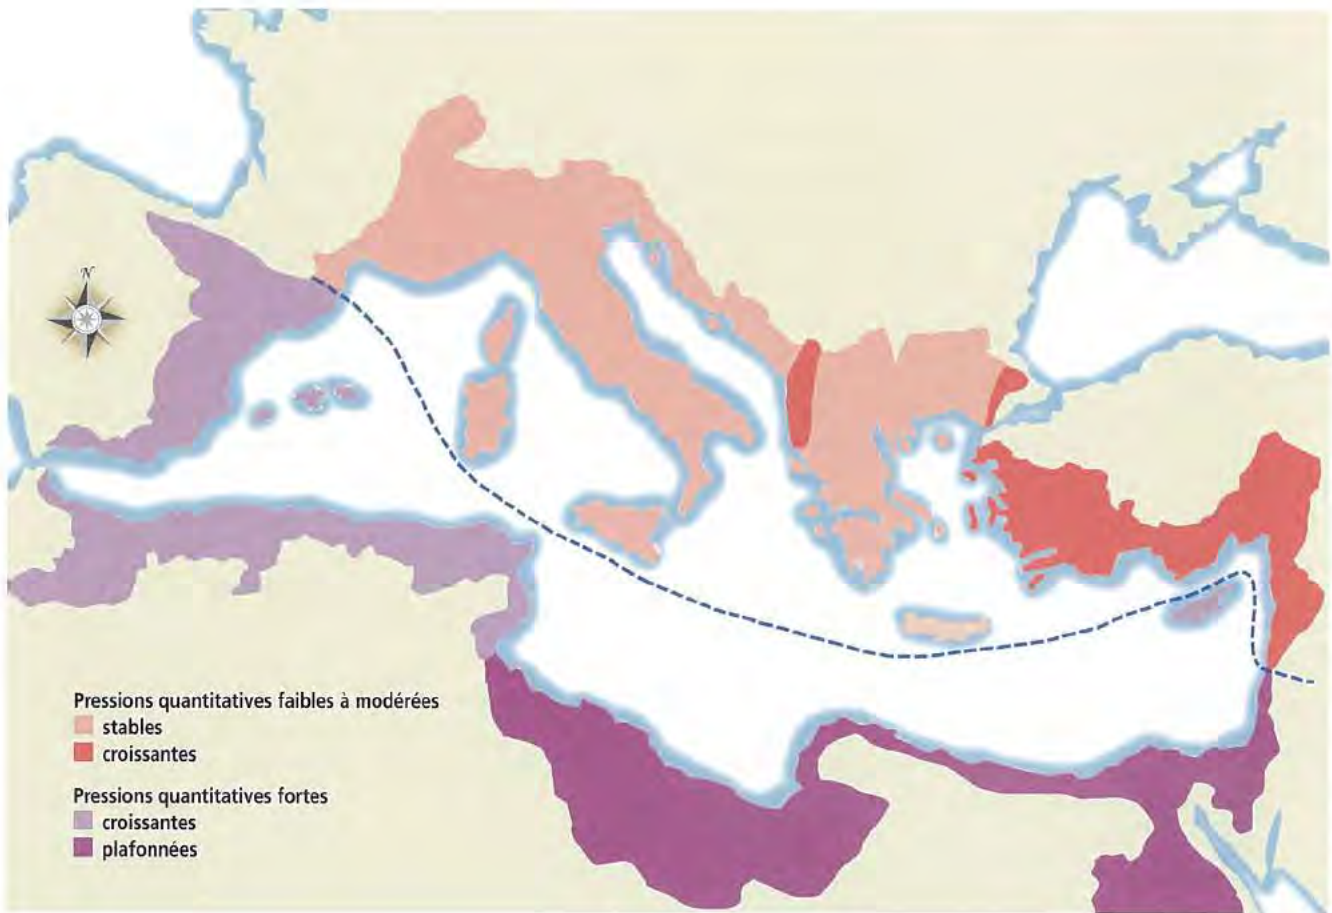 N
Pressions quantitatives faibles à modérées
stables
croissantes
Pressions quantitatives fortes
croissantes
plafonnées